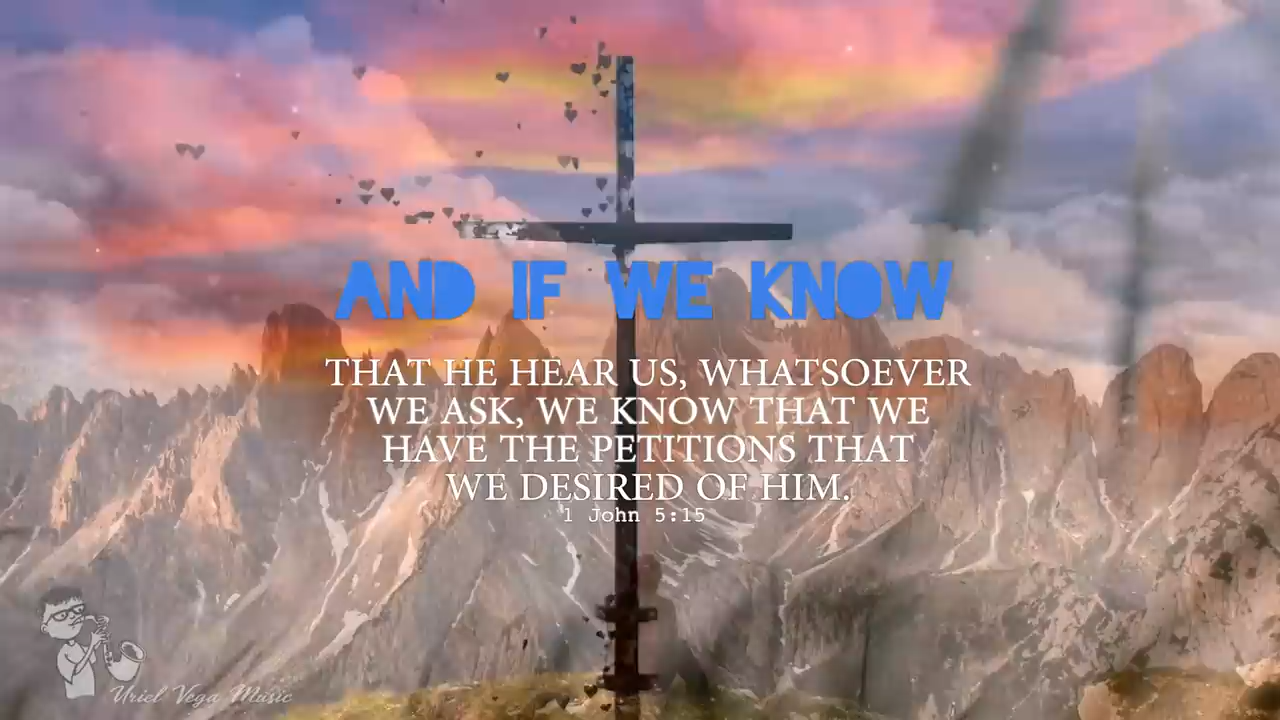 AND IF WE KNOW
THAT HE HEAR US, WHATSOEVER
WE ASK, WE KNOW THAT WE
HAVE THE PETITIONS THAT
WE DESIRED OF HIM.
1 John 5:15
Uriel Vega Music